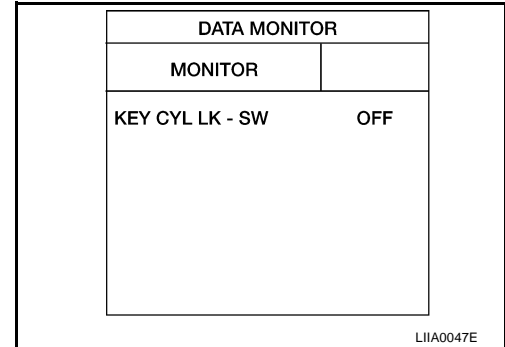 DATA MONITOR
MONITOR
KEY CYL LK - SW OFF
LIIA0047E